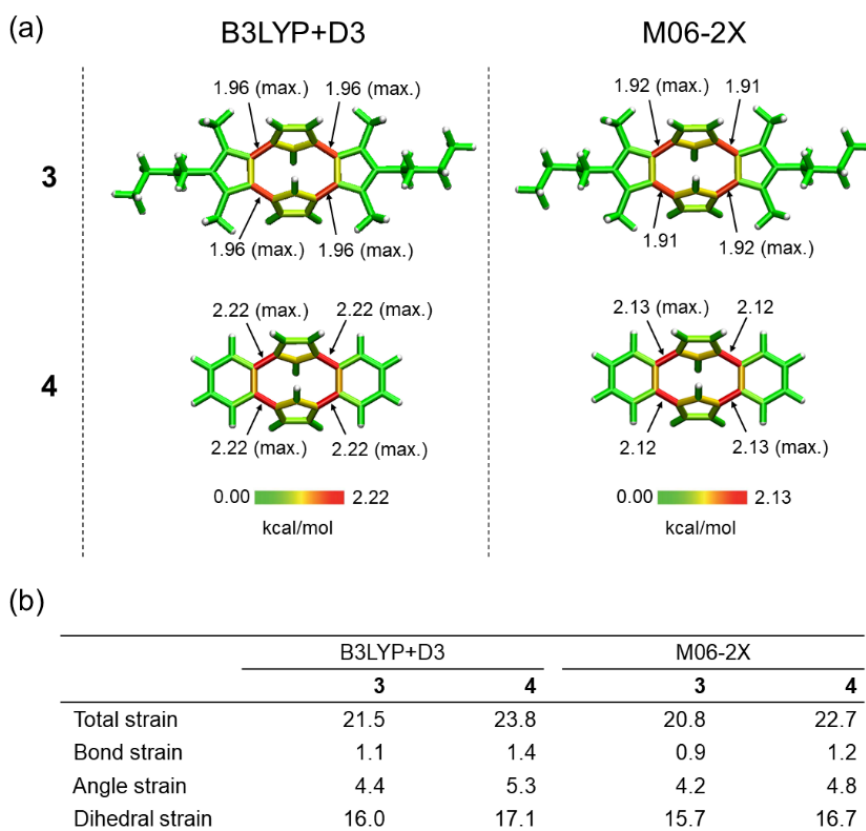 (a)
B3LYP+D3 M06-2X
1.96 (max.) 1.96 (max.) 1.92 (max.) 1.91
3
1.96 (max.) 1.96 (max.) 1.91 1.92 (max.)
2.22 (max.) 2.22 (max.) 2.13 (max.) 2.12
4
2.22 (max.) 2.22 (max.) 2.12 2.13 (max.)
0.00 2.22 0.00 2.13
kcal/mol kcal/mol
(b)
B3LYP+D3 M06-2X
3 4 3 4
Total strain 21.5 23.8 20.8 22.7
Bond strain 1.1 1.4 0.9 1.2
Angle strain 4.4 5.3 4.2 4.8
Dihedral strain 16.0 17.1 15.7 16.7